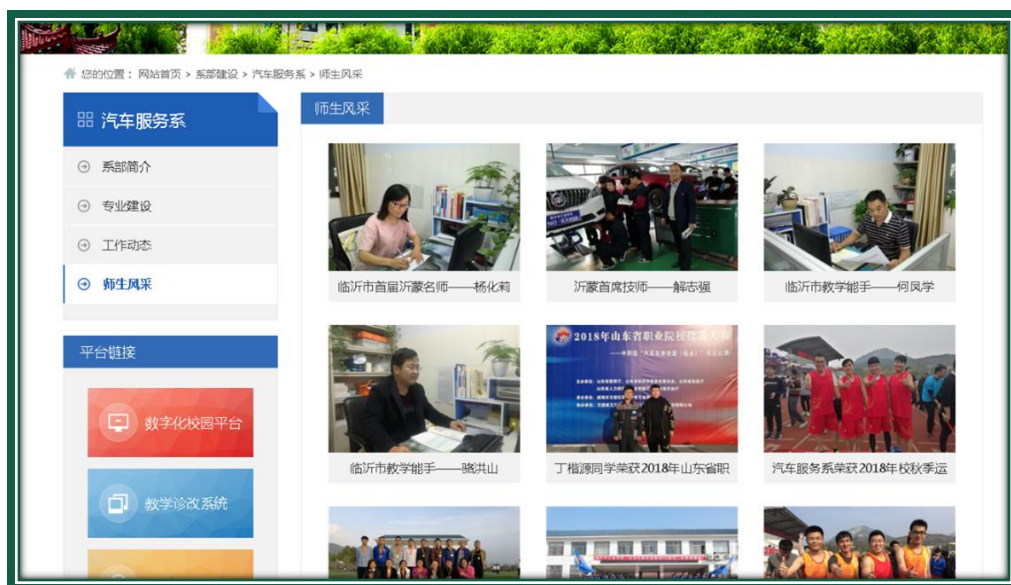 您的位置：网站首页 > 系部建设 > 汽车服务系 > 师生风采
汽车服务系
系部简介
专业建设
工作动态
师生风采
平台链接
数字化校园平台
教学诊改系统
师生风采
临沂市首届沂蒙名师——杨化莉
沂蒙首席技师——解志强
临沂市教学能手——何凤学
2018年山东省职业院校技能大赛
临沂市教学能手——骆洪山
丁楷源同学荣获2018年山东省职
汽车服务系荣获2018年校秋季运